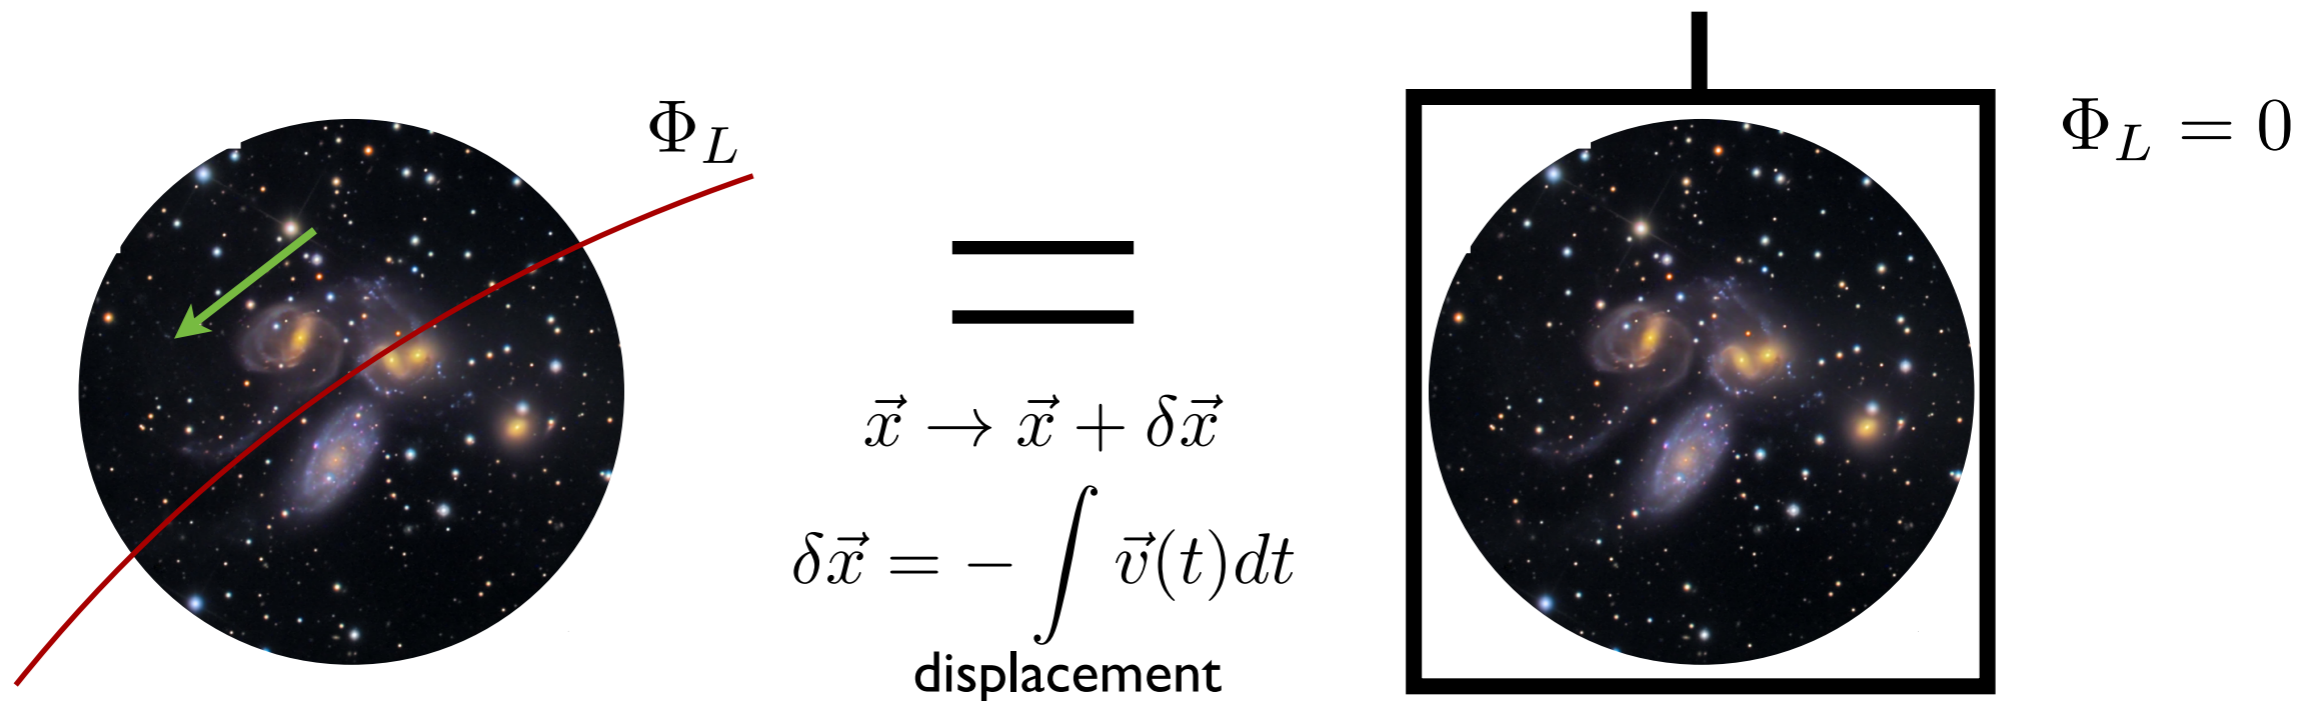 Φ_L
Φ_L = 0
x⃗ → x⃗ + δx⃗
δx⃗ = − ∫ v⃗(t)dt
displacement